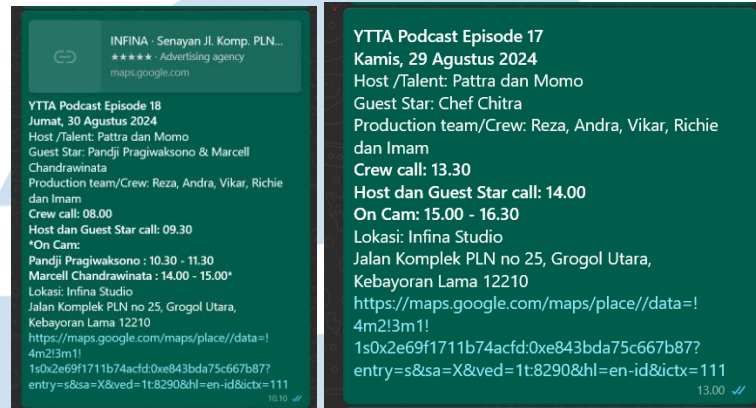 INFINA · Senayan Jl. Komp. PLN...
★★★★★ · Advertising agency
maps.google.com
YTTA Podcast Episode 18
Jumat, 30 Agustus 2024
Host /Talent: Pattra dan Momo
Guest Star: Pandji Pragiwaksono & Marcell
Chandrawinata
Production team/Crew: Reza, Andra, Vikar, Richie
dan Imam
Crew call: 08.00
Host dan Guest Star call: 09.30
*On Cam:
Pandji Pragiwaksono : 10.30 - 11.30
Marcell Chandrawinata : 14.00 - 15.00*
Lokasi: Infina Studio
Jalan Komplek PLN no 25, Grogol Utara,
Kebayoran Lama 12210
https://maps.google.com/maps/place//data=!
4m2!3m1!
1s0x2e69f1711b74acfd:0xe843bda75c667b87?
entry=s&sa=X&ved=1t:8290&hl=en-id&ictx=111
10.10
YTTA Podcast Episode 17
Kamis, 29 Agustus 2024
Host /Talent: Pattra dan Momo
Guest Star: Chef Chitra
Production team/Crew: Reza, Andra, Vikar, Richie
dan Imam
Crew call: 13.30
Host dan Guest Star call: 14.00
On Cam: 15.00 - 16.30
Lokasi: Infina Studio
Jalan Komplek PLN no 25, Grogol Utara,
Kebayoran Lama 12210
https://maps.google.com/maps/place//data=!
4m2!3m1!
1s0x2e69f1711b74acfd:0xe843bda75c667b87?
entry=s&sa=X&ved=1t:8290&hl=en-id&ictx=111
13.00